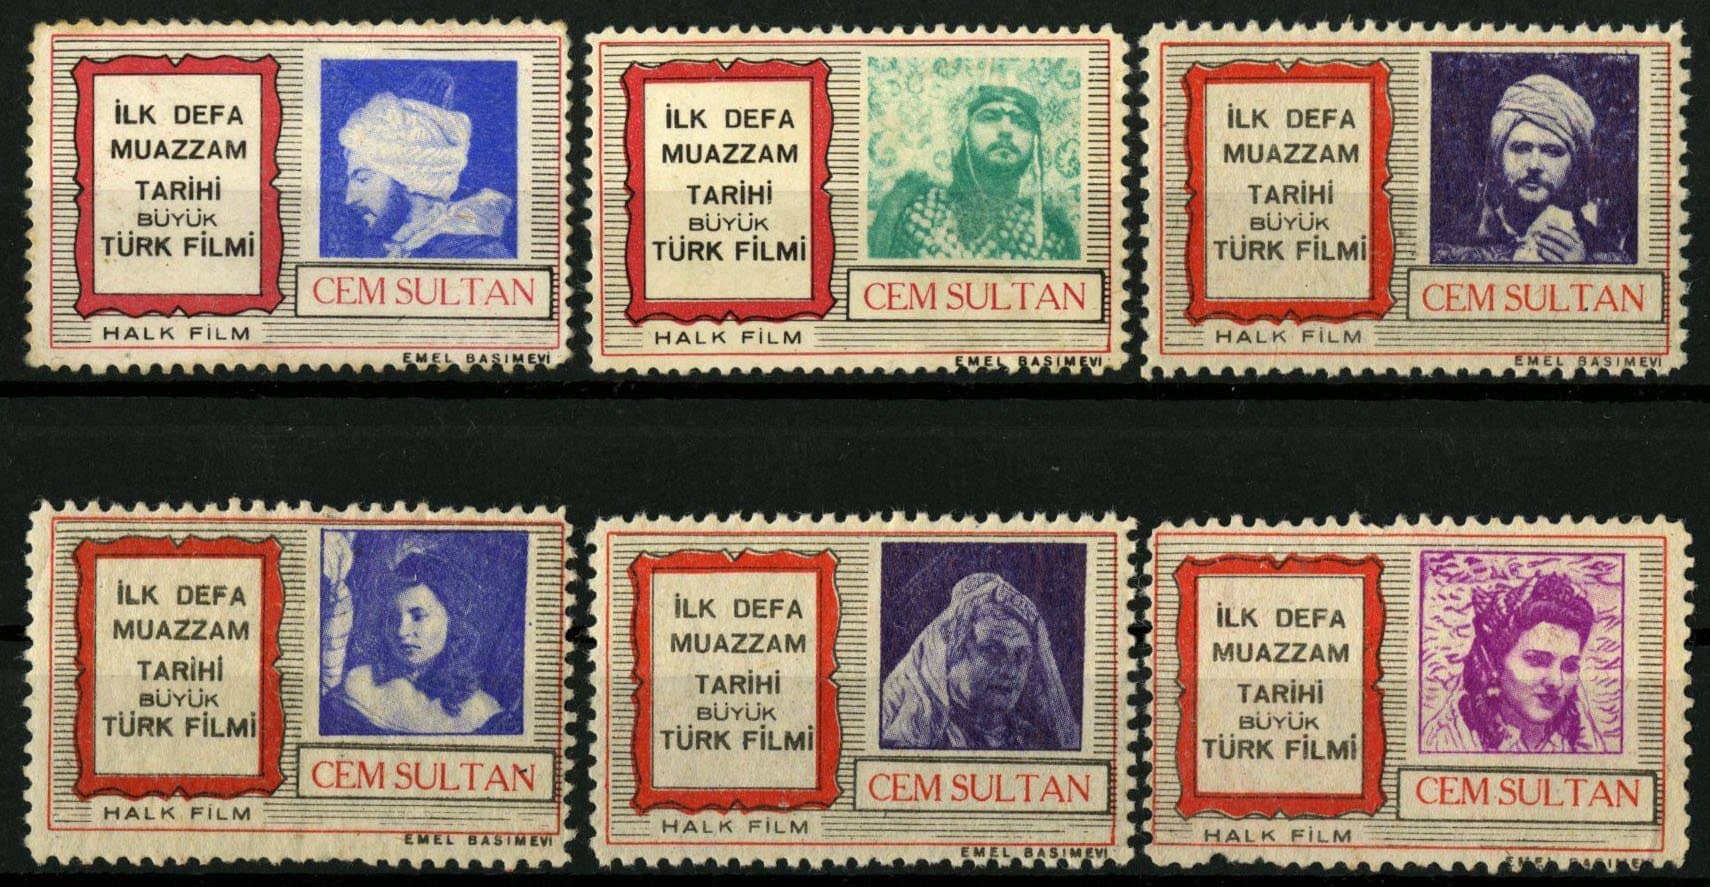 İLK DEFA
MUAZZAM
TARİHİ
BÜYÜK
TÜRK FİLMİ
CEM SULTAN
HALK FİLM
EMEL BASIMEVİ
İLK DEFA
MUAZZAM
TARİHİ
BÜYÜK
TÜRK FİLMİ
CEM SULTAN
HALK FİLM
EMEL BASIMEVİ
İLK DEFA
MUAZZAM
TARİHİ
BÜYÜK
TÜRK FİLMİ
CEM SULTAN
HALK FİLM
EMEL BASIMEVİ
İLK DEFA
MUAZZAM
TARİHİ
BÜYÜK
TÜRK FİLMİ
CEM SULTAN
HALK FİLM
EMEL BASIMEVİ
İLK DEFA
MUAZZAM
TARİHİ
BÜYÜK
TÜRK FİLMİ
CEM SULTAN
HALK FİLM
EMEL BASIMEVİ
İLK DEFA
MUAZZAM
TARİHİ
BÜYÜK
TÜRK FİLMİ
CEM SULTAN
HALK FİLM
EMEL BASIMEVİ